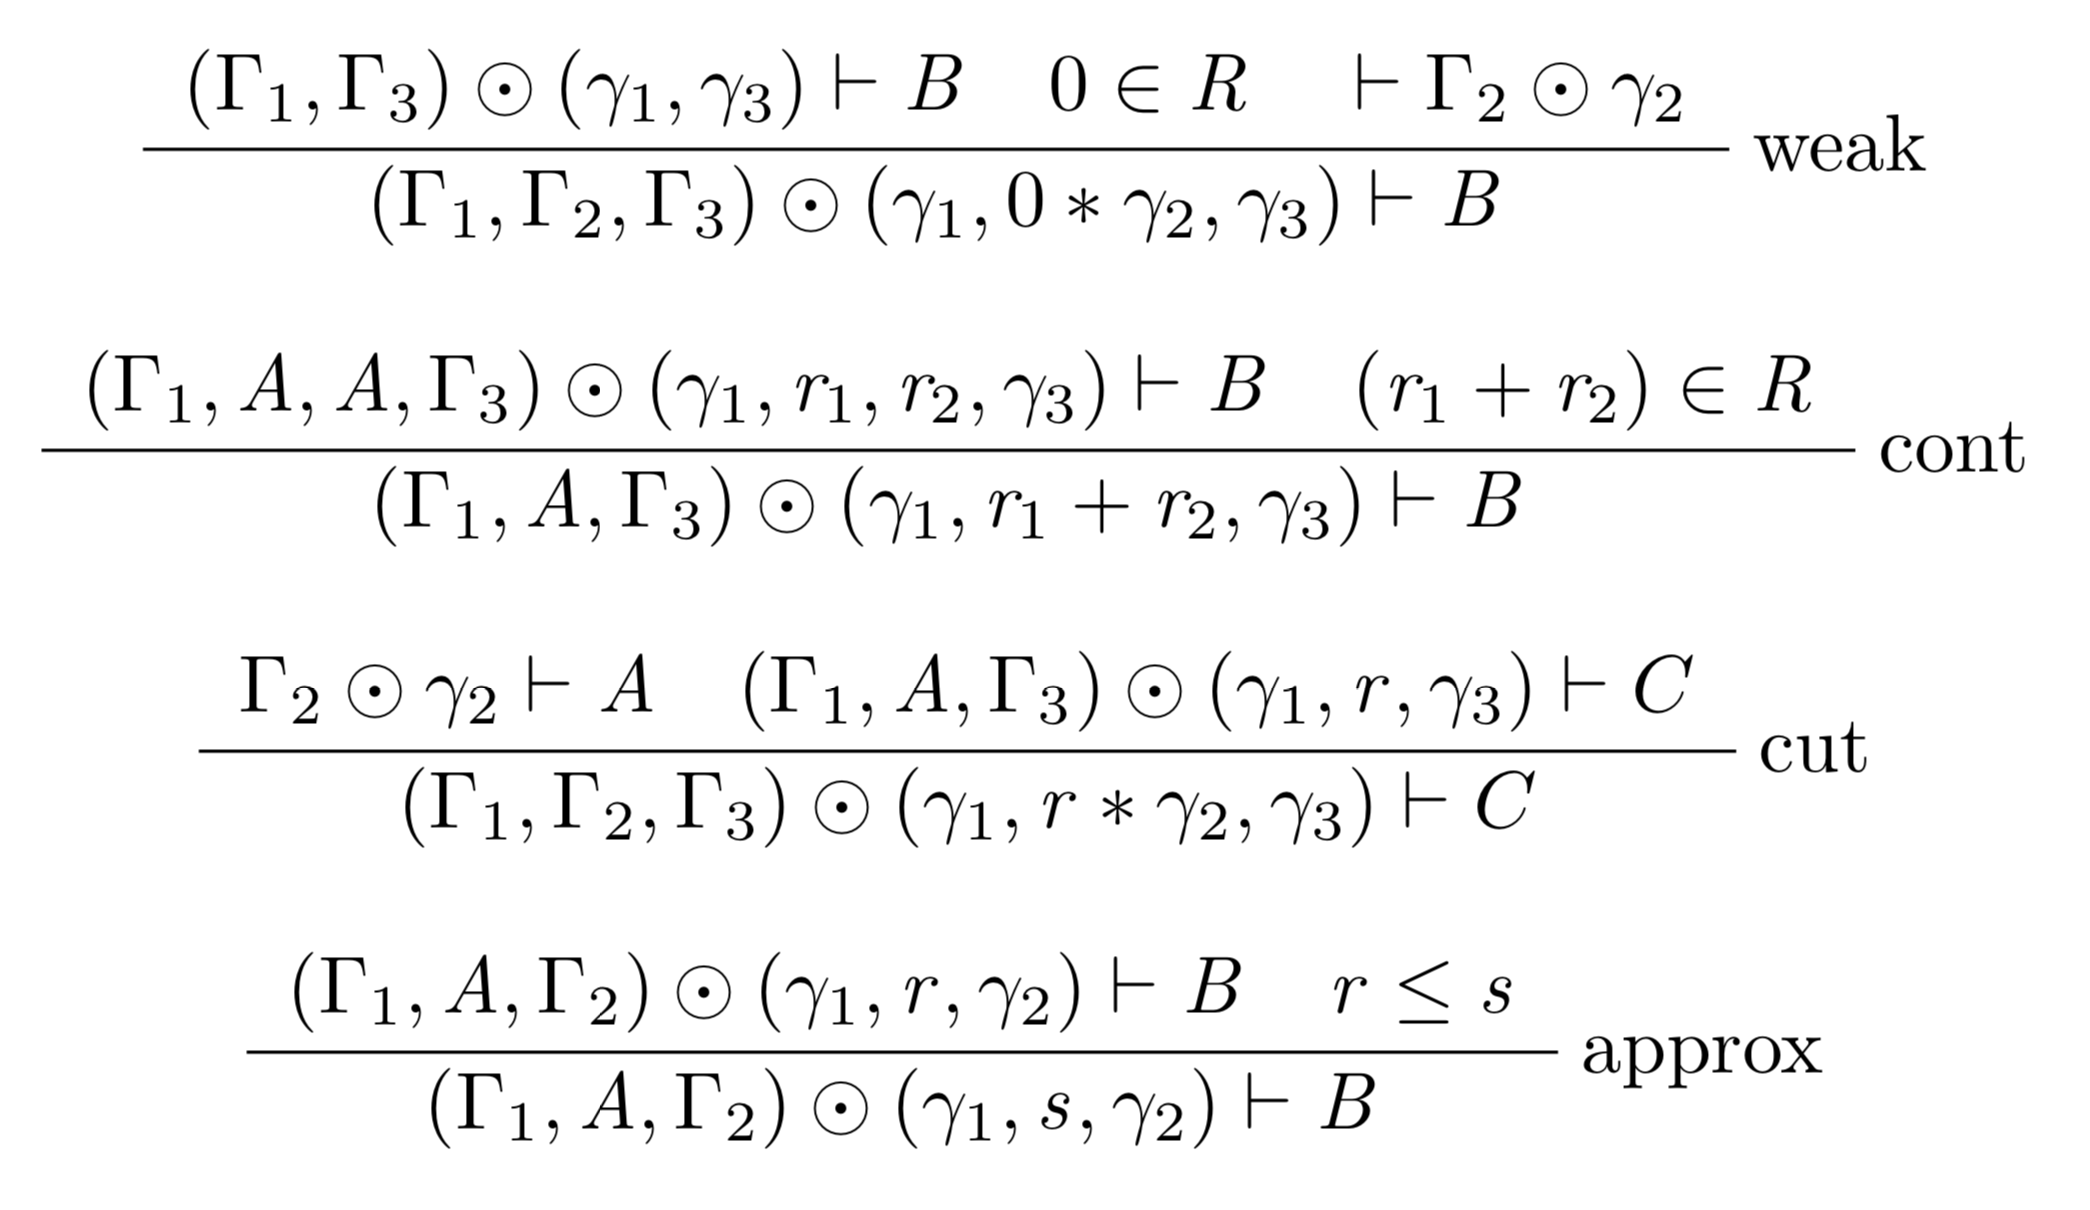 (Γ₁, Γ₃) ⊙ (γ₁, γ₃) ⊢ B 0 ∈ R ⊢ Γ₂ ⊙ γ₂
weak
(Γ₁, Γ₂, Γ₃) ⊙ (γ₁, 0 * γ₂, γ₃) ⊢ B
(Γ₁, A, A, Γ₃) ⊙ (γ₁, r₁, r₂, γ₃) ⊢ B (r₁ + r₂) ∈ R
cont
(Γ₁, A, Γ₃) ⊙ (γ₁, r₁ + r₂, γ₃) ⊢ B
Γ₂ ⊙ γ₂ ⊢ A (Γ₁, A, Γ₃) ⊙ (γ₁, r, γ₃) ⊢ C
cut
(Γ₁, Γ₂, Γ₃) ⊙ (γ₁, r * γ₂, γ₃) ⊢ C
(Γ₁, A, Γ₂) ⊙ (γ₁, r, γ₂) ⊢ B r ≤ s
approx
(Γ₁, A, Γ₂) ⊙ (γ₁, s, γ₂) ⊢ B